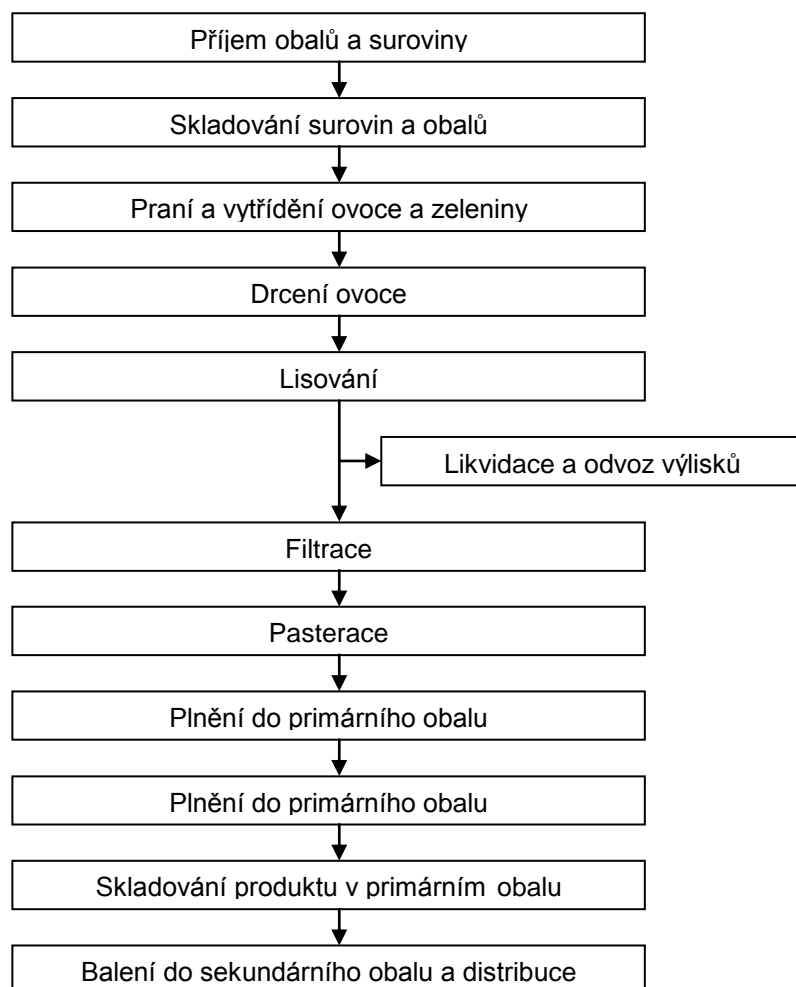 Příjem obalů a suroviny
Skladování surovin a obalů
Praní a vytřídění ovoce a zeleniny
Drcení ovoce
Lisování
Likvidace a odvoz výlisků
Filtrace
Pasterace
Plnění do primárního obalu
Plnění do primárního obalu
Skladování produktu v primárním obalu
Balení do sekundárního obalu a distribuce